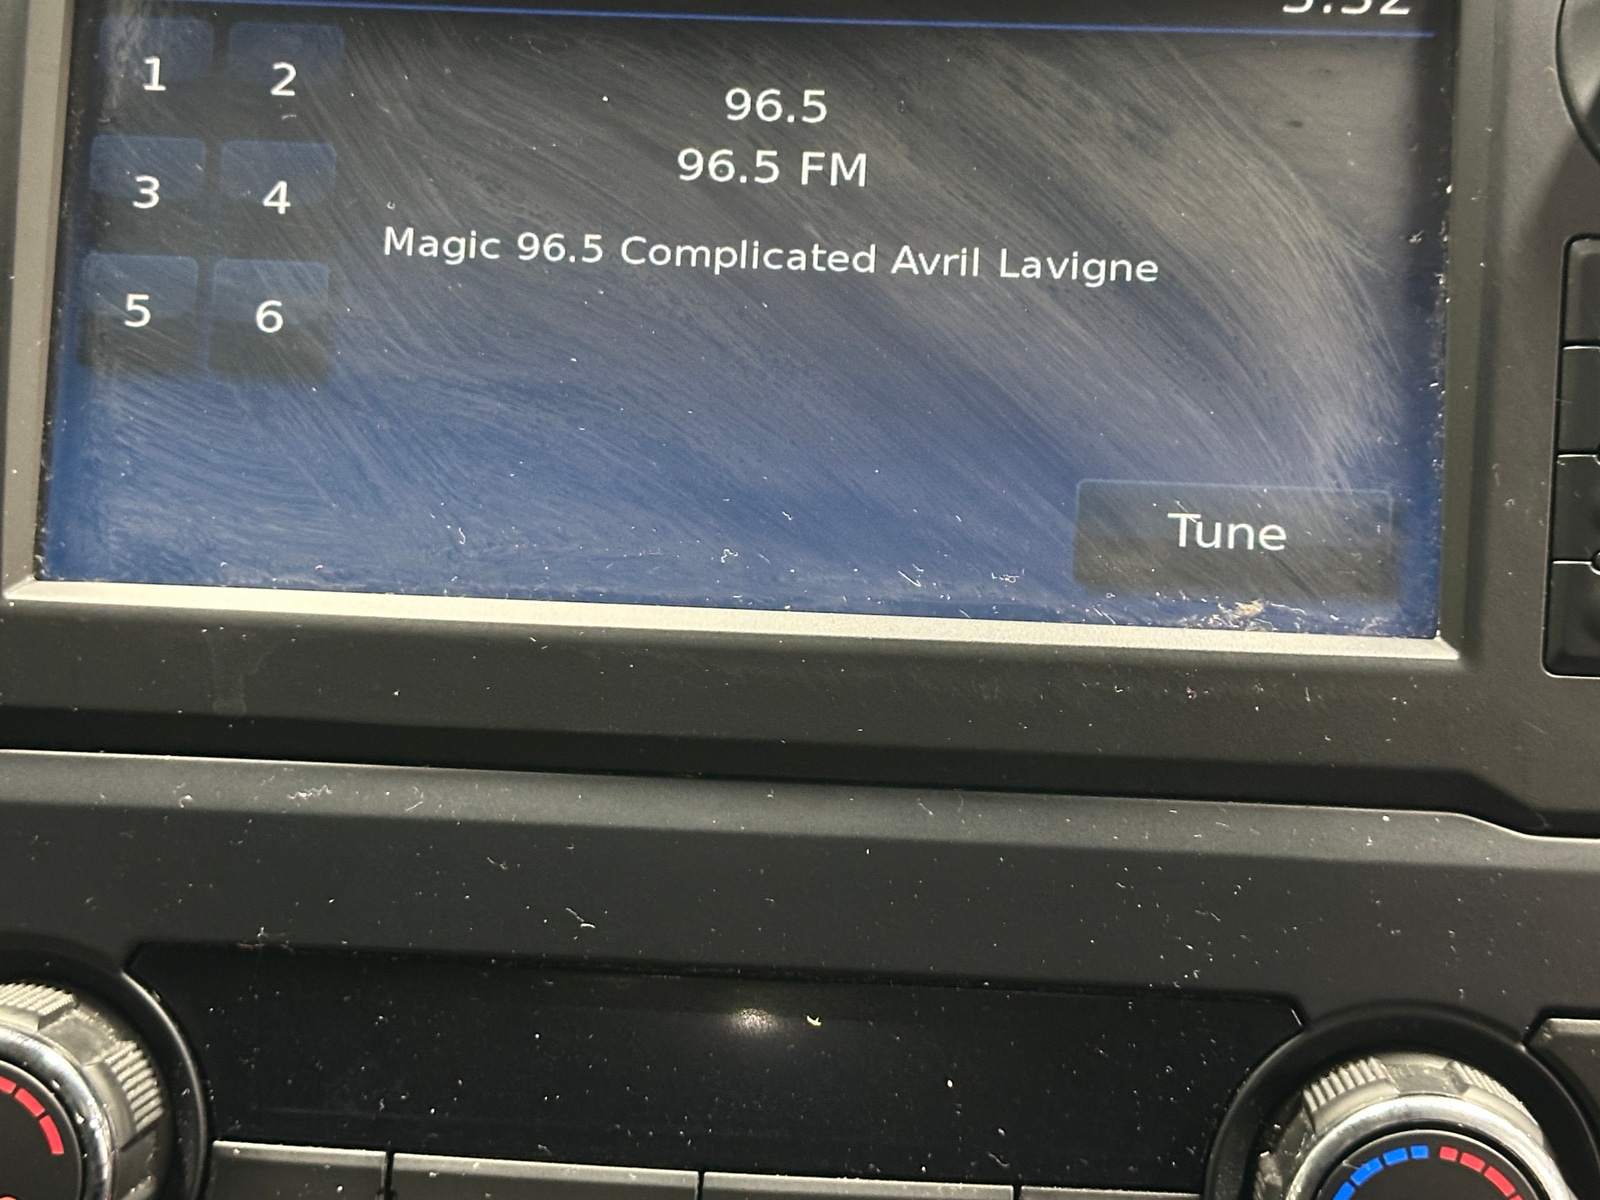 1 2
96.5
96.5 FM
3 4
Magic 96.5 Complicated Avril Lavigne
5 6
Tune